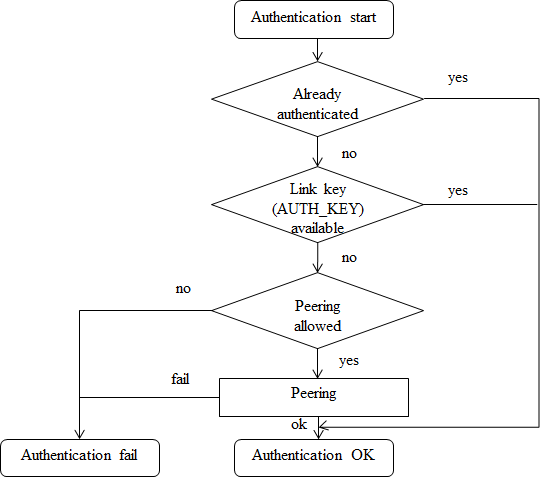 Authentication start
yes
Already
authenticated
no
Link key
(AUTH_KEY)
available
yes
no
no
Peering
allowed
yes
fail
Peering
ok
Authentication fail
Authentication OK